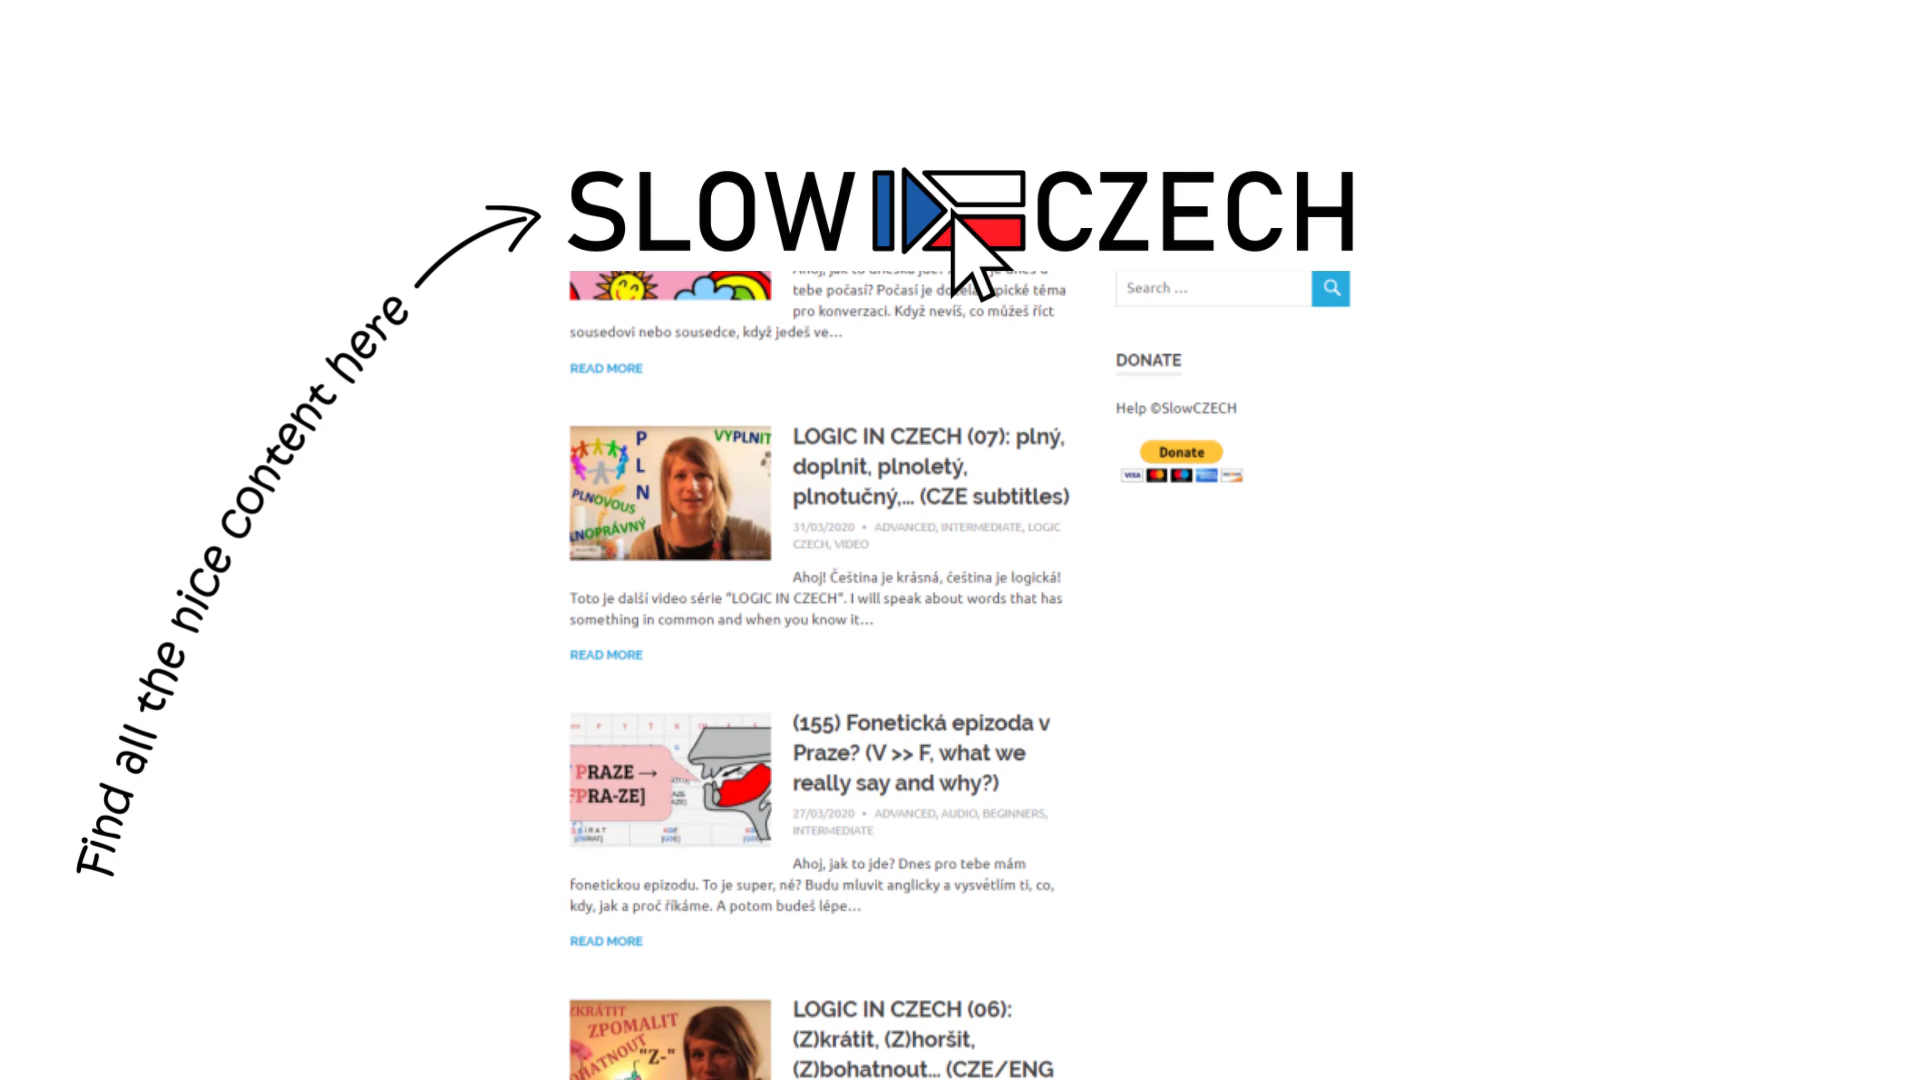 Find all the nice content here
SLOW CZECH
tebe počasí? Počasí je
téma
pro konverzaci. Když nevíš, co můžeš říct
sousedovi nebo sousedce, když jedeš ve...
READ MORE
Search ...
DONATE
Help ©SlowCZECH
Donate
VISA
P
L
N
VYPLNIT
PLNOVOUS
LNOPRÁVNÝ
LOGIC IN CZECH (07): plný,
doplnit, plnoletý,
plnotučný,... (CZE subtitles)
31/03/2020 • ADVANCED, INTERMEDIATE, LOGIC
CZECH, VIDEO
Ahoj! Čeština je krásná, čeština je logická!
Toto je další video série "LOGIC IN CZECH". I will speak about words that has
something in common and when you know it...
READ MORE
PRAZE →
FPRA-ZE]
(155) Fonetická epizoda v
Praze? (V >> F, what we
really say and why?)
27/03/2020 • ADVANCED, AUDIO, BEGINNERS,
INTERMEDIATE
Ahoj, jak to jde? Dnes pro tebe mám
fonetickou epizodu. To je super, né? Budu mluvit anglicky a vysvětlím ti, co,
kdy, jak a proč říkáme. A potom budeš lépe...
READ MORE
ZKRÁTIT
ZPOMALIT
OHATNOUT
"Z-"
LOGIC IN CZECH (06):
(Z)krátit, (Z)horšit,
(Z)bohatnout... (CZE/ENG